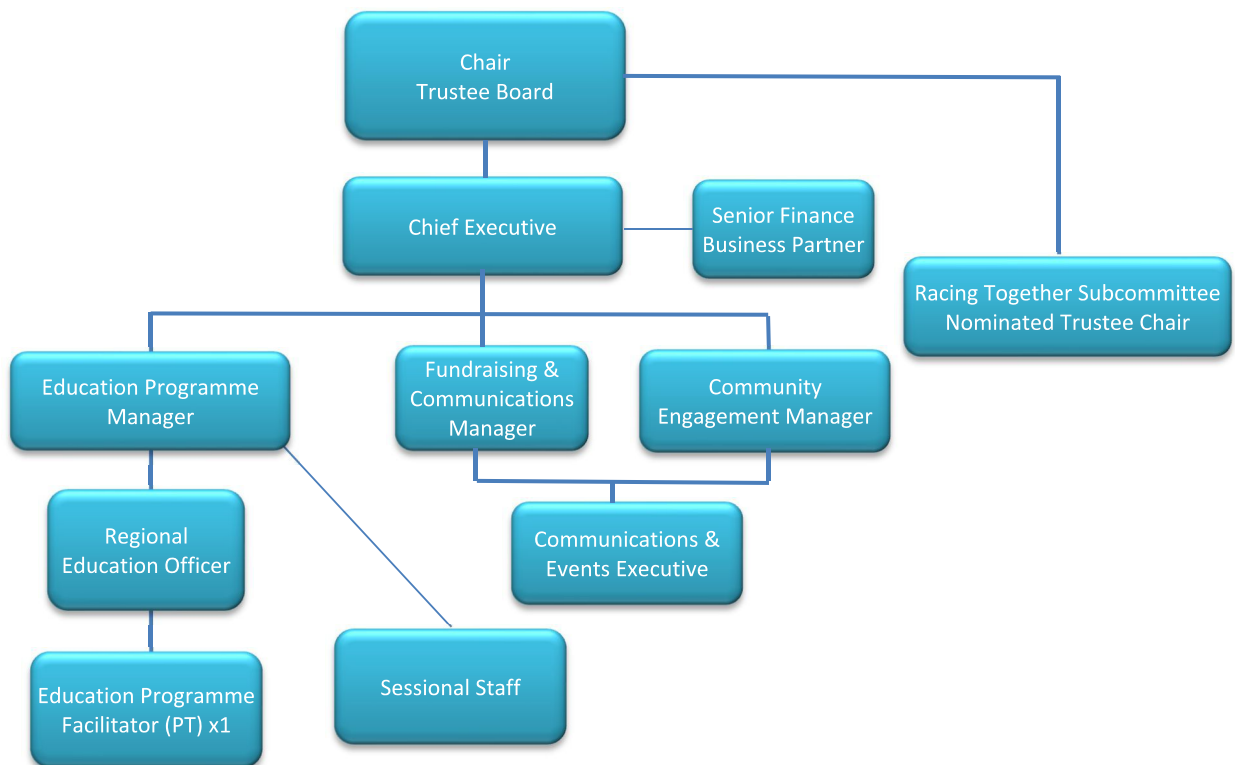 Chair
Trustee Board
Chief Executive
Senior Finance
Business Partner
Racing Together Subcommittee
Nominated Trustee Chair
Education Programme
Manager
Fundraising &
Communications
Manager
Community
Engagement Manager
Regional
Education Officer
Communications &
Events Executive
Education Programme
Facilitator (PT) x1
Sessional Staff